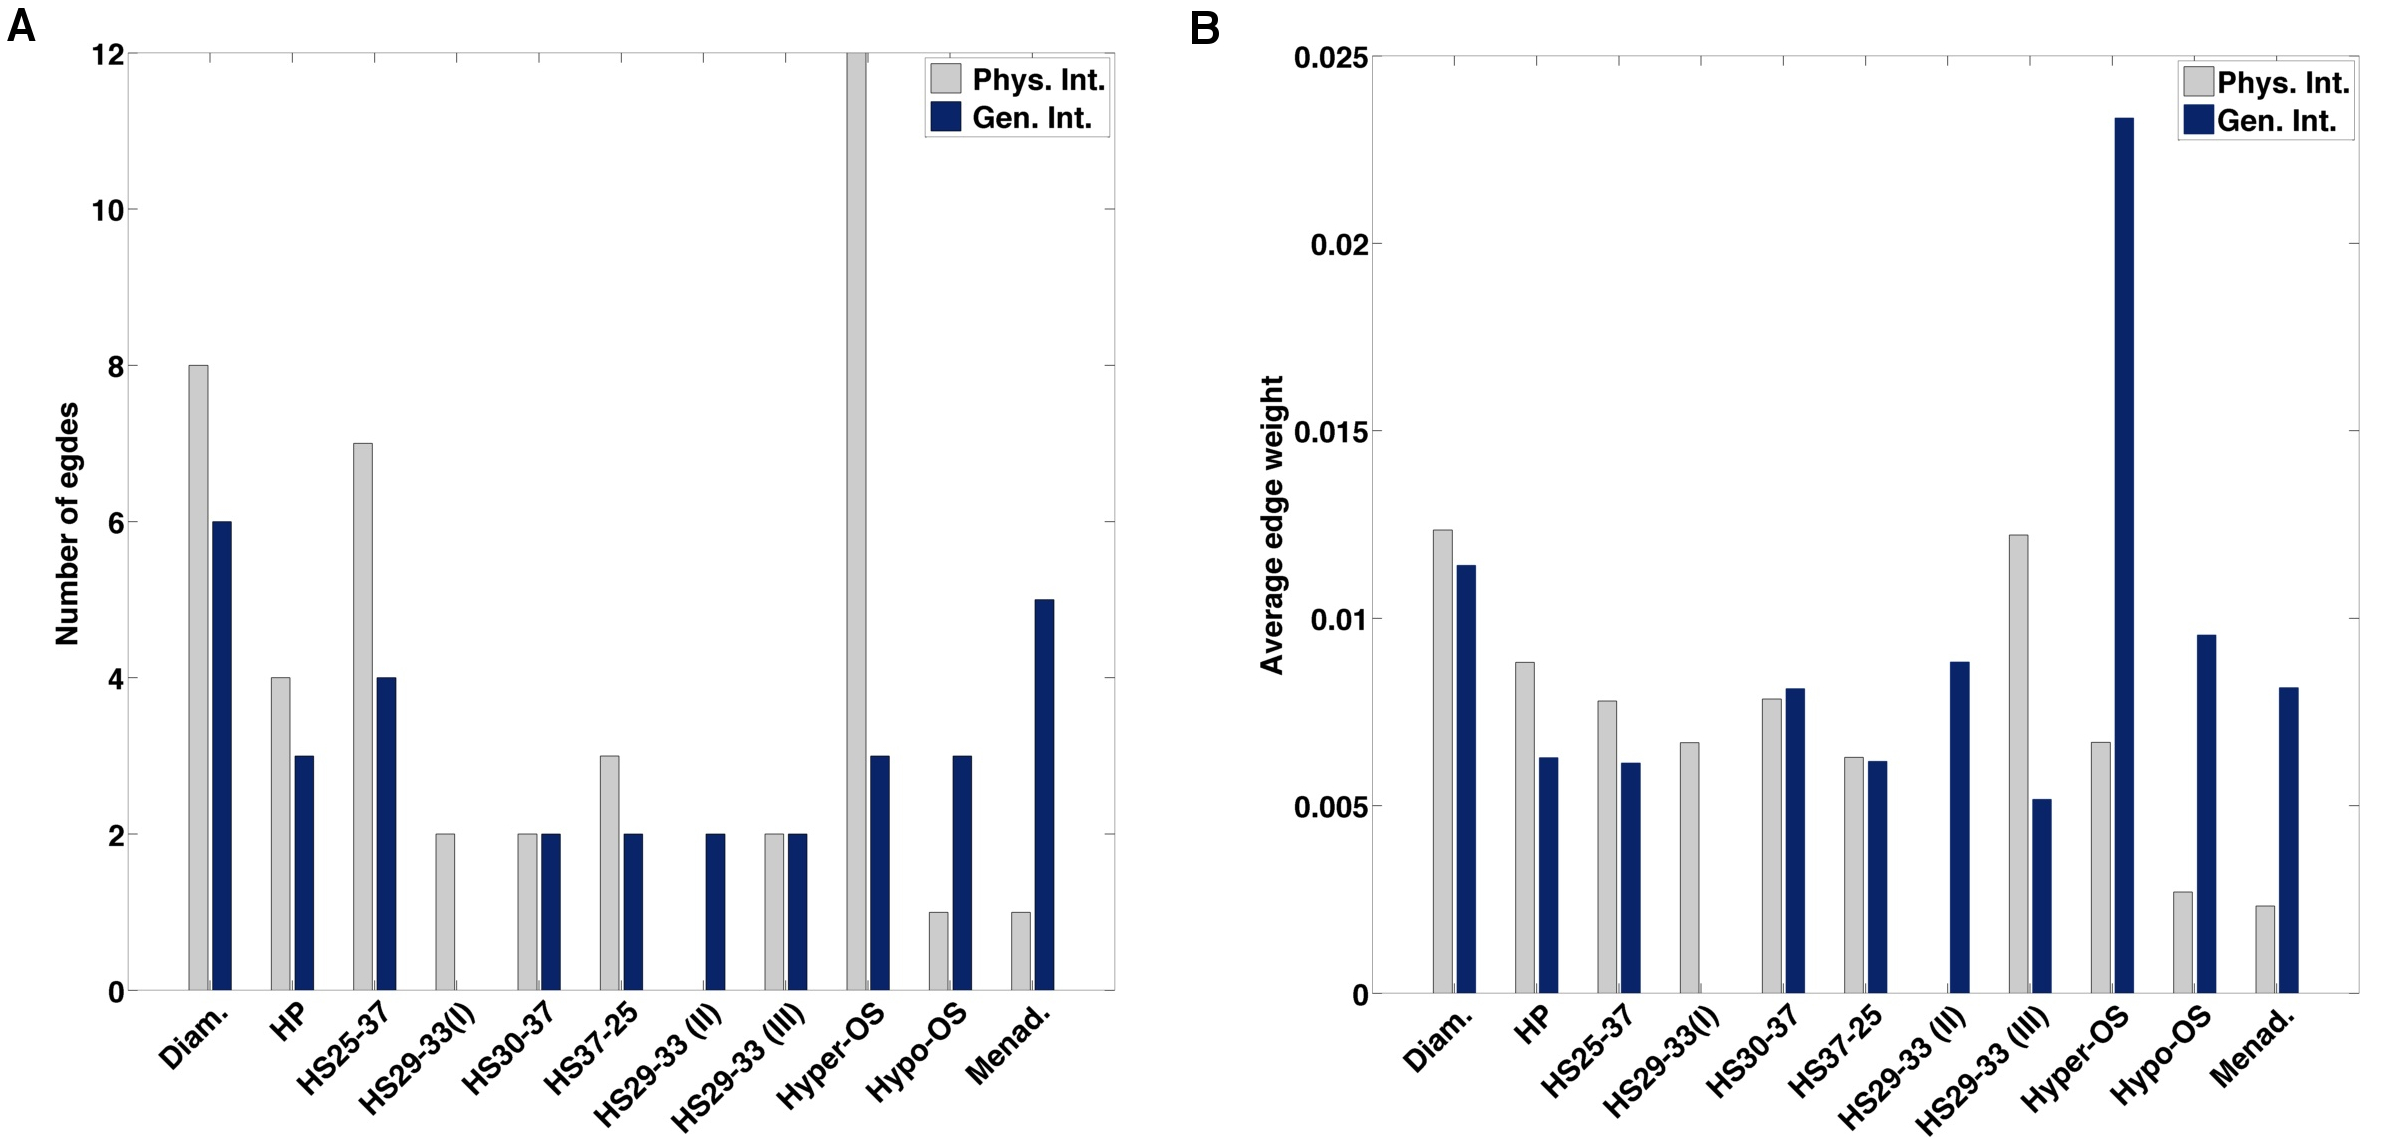 A
12
10
8
6
4
2
0
Number of egdes
Phys. Int.
Gen. Int.
Diam.
HP
HS25-37
HS29-33(I)
HS30-37
HS37-25
HS29-33 (II)
HS29-33 (III)
Hyper-OS
Hypo-OS
Menad.
B
0.025
0.02
0.015
0.01
0.005
0
Average edge weight
Phys. Int.
Gen. Int.
Diam.
HP
HS25-37
HS29-33(I)
HS30-37
HS37-25
HS29-33 (II)
HS29-33 (III)
Hyper-OS
Hypo-OS
Menad.